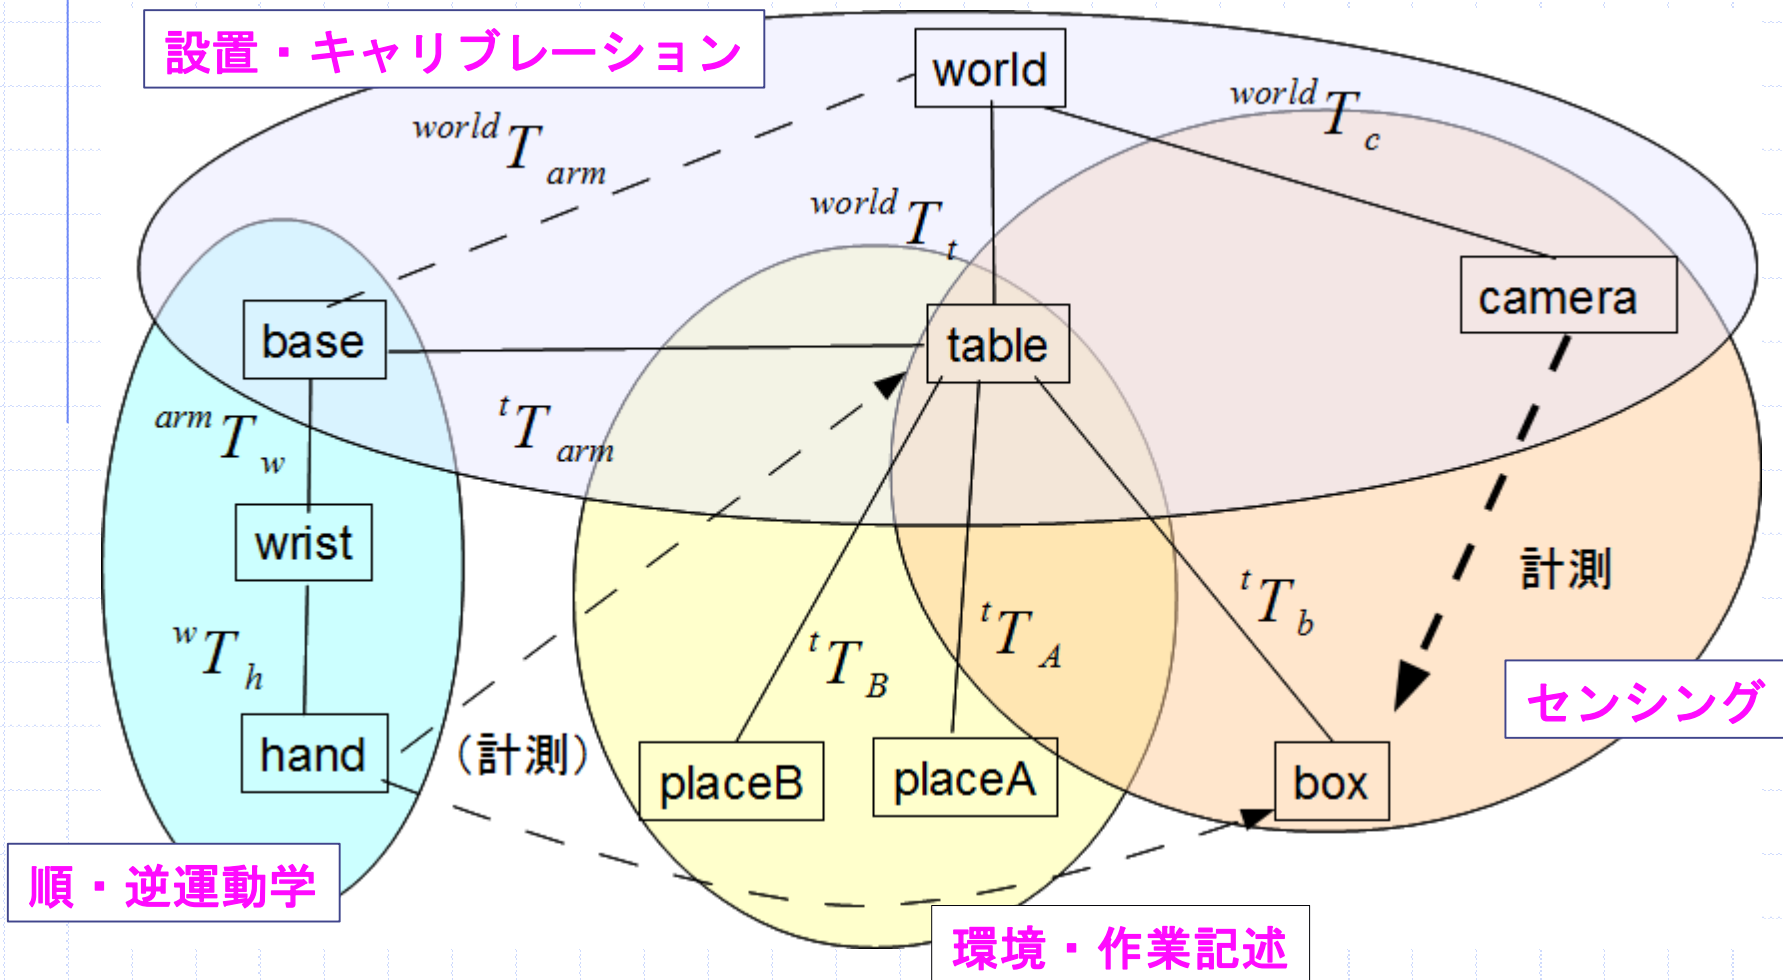 設置・キャリブレーション
world
world T c
world T arm
world T t
base
table
camera
arm T w
t T arm
wrist
計測
w T h
t T B
t T A
t T b
センシング
hand
（計測）
placeB
placeA
box
順・逆運動学
環境・作業記述